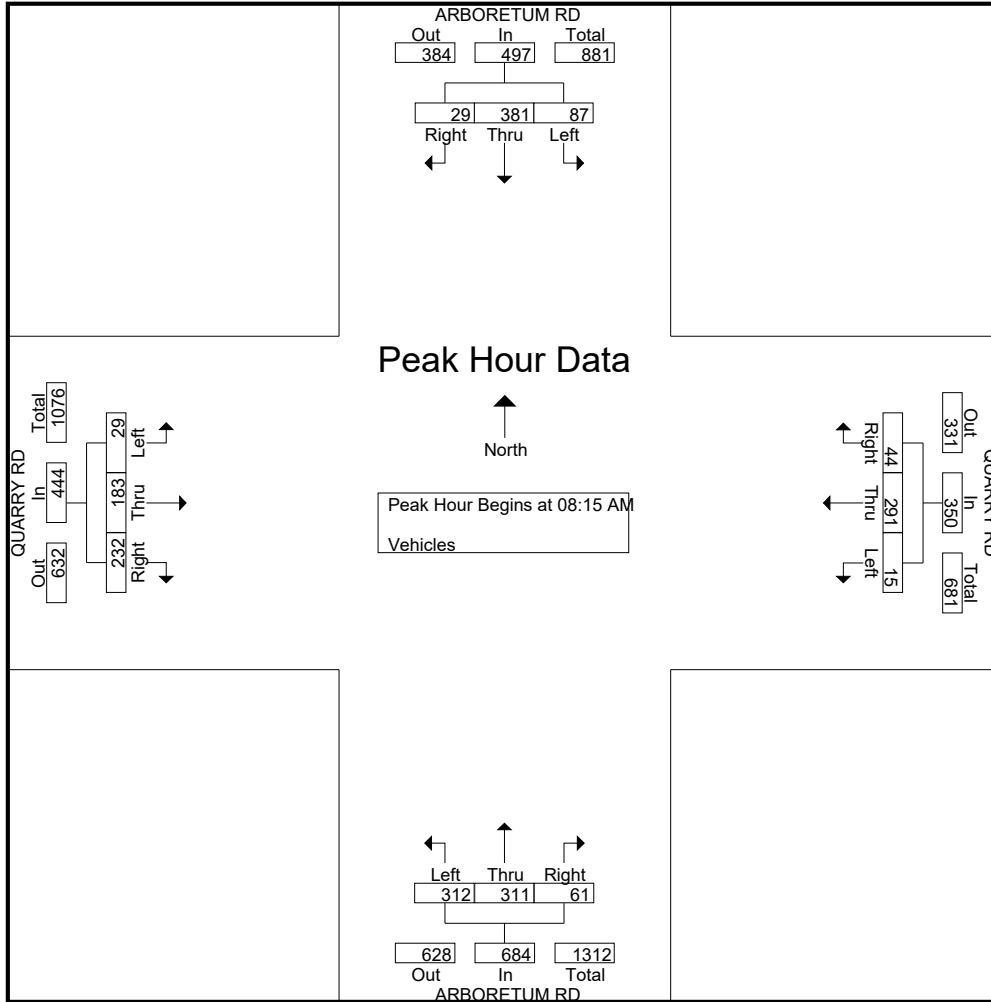 ARBORETUM RD
Out In Total
384 497 881
29 381 87
Right Thru Left
Peak Hour Data
North
Peak Hour Begins at 08:15 AM
Vehicles
QUARRY RD
Total In Out
1076 444 632
29 183 232
Left Thru Right
QUARRY RD
Out In Total
331 350 681
44 291 15
Right Thru Left
Left Thru Right
312 311 61
628 684 1312
Out In Total
ARBORETUM RD